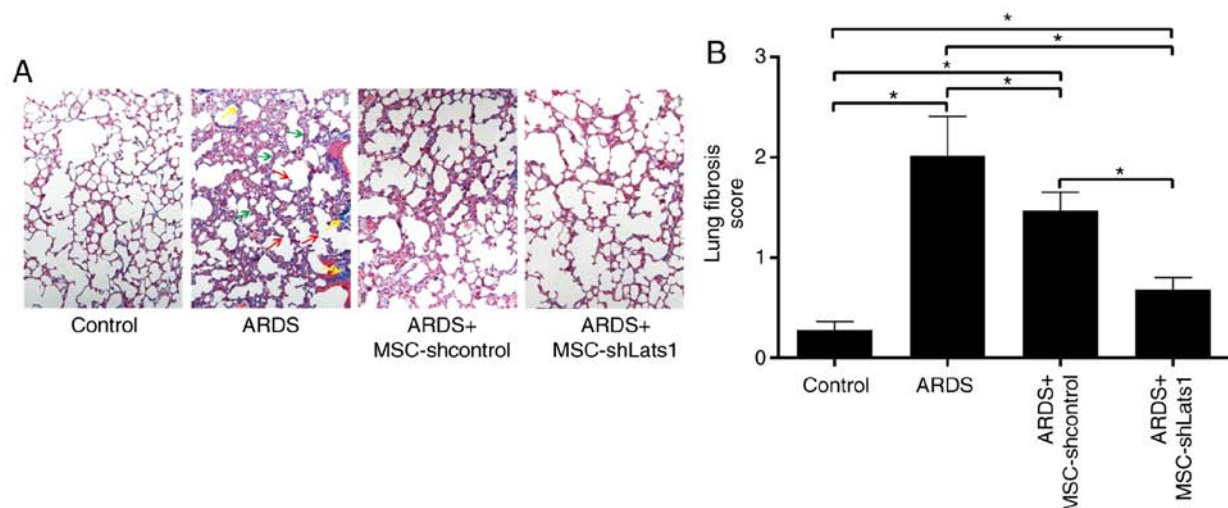 A
Control
ARDS
ARDS+
MSC-shcontrol
ARDS+
MSC-shLats1
B
Lung fibrosis
score
3
2
1
0
*
*
*
*
*
*
Control
ARDS
ARDS+
MSC-shcontrol
ARDS+
MSC-shLats1